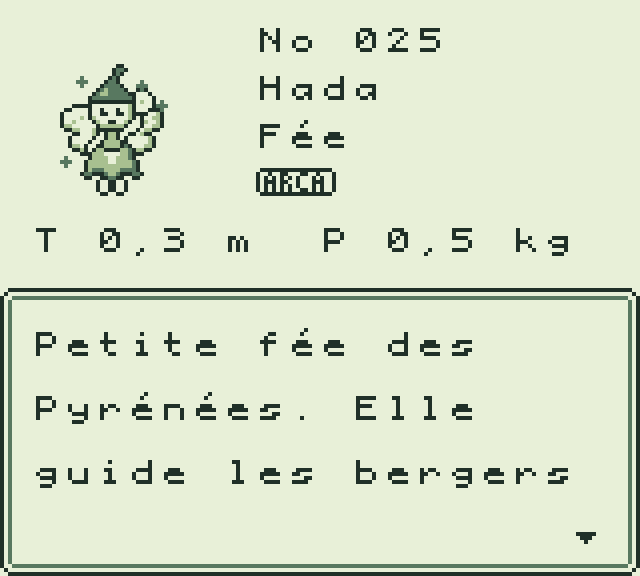 No 025
Hada
Fée
ARCA
T 0,3 m P 0,5 kg
Petite fée des
Pyrénées. Elle
guide les bergers